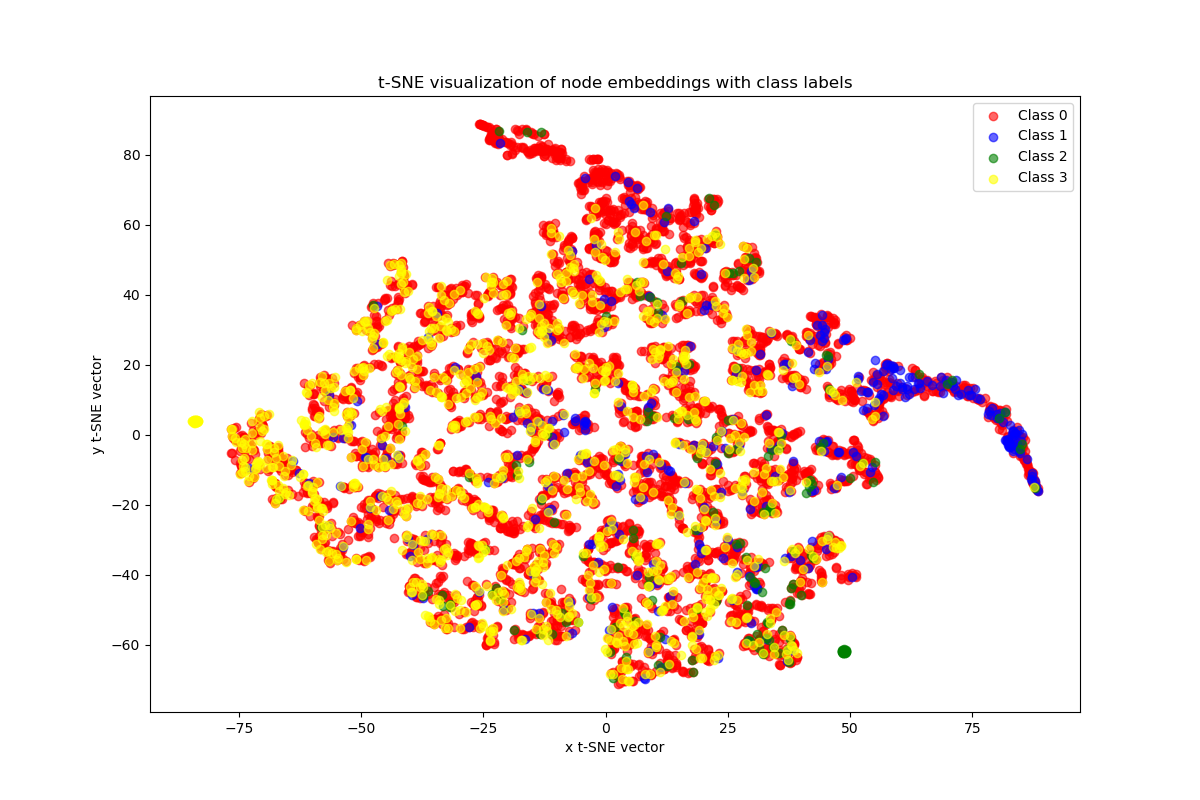 t-SNE visualization of node embeddings with class labels
Class 0
Class 1
Class 2
Class 3
80
60
40
20
0
−20
−40
−60
y t-SNE vector
−75
−50
−25
0
25
50
75
x t-SNE vector